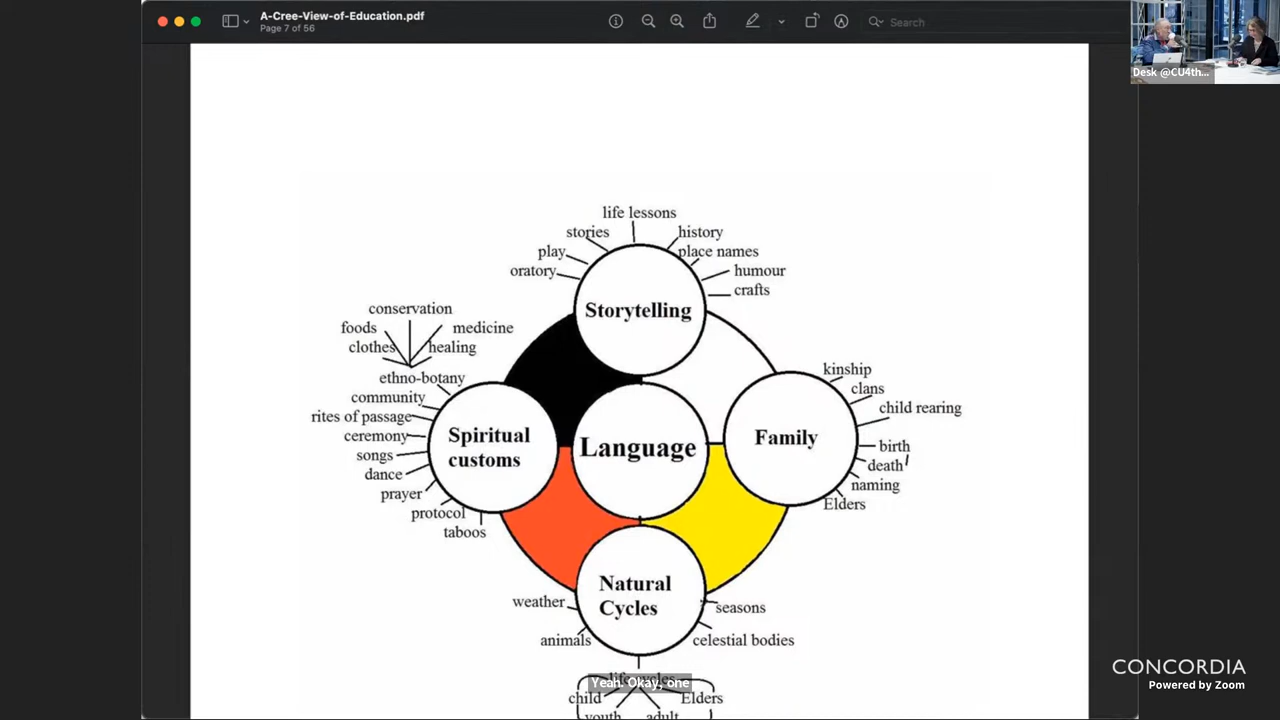 A-Cree-View-of-Education.pdf
Page 7 of 56
Search
Desk @CU4th...
life lessons
stories
history
play
place names
oratory
humour
crafts
Storytelling
conservation
foods
medicine
clothes
healing
ethno-botany
community
rites of passage
ceremony
songs
dance
prayer
protocol
taboos
Spiritual
customs
Language
Family
kinship
clans
child rearing
birth
death
naming
Elders
Natural
Cycles
weather
seasons
animals
celestial bodies
life cycles
Yeah. Okay, one
child
Elders
youth
adult
CONCORDIA
Powered by Zoom